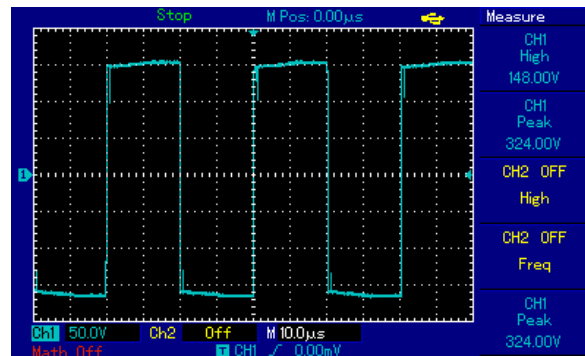 Stop M Pos: 0.00μs Measure
CH1
High
148.00V
CH1
Peak
324.00V
1
CH2 OFF
High
CH2 OFF
Freq
CH1
Peak
324.00V
Ch1 50.0V Ch2 Off M 10.0μs
Math Off T CH1 0.00mV